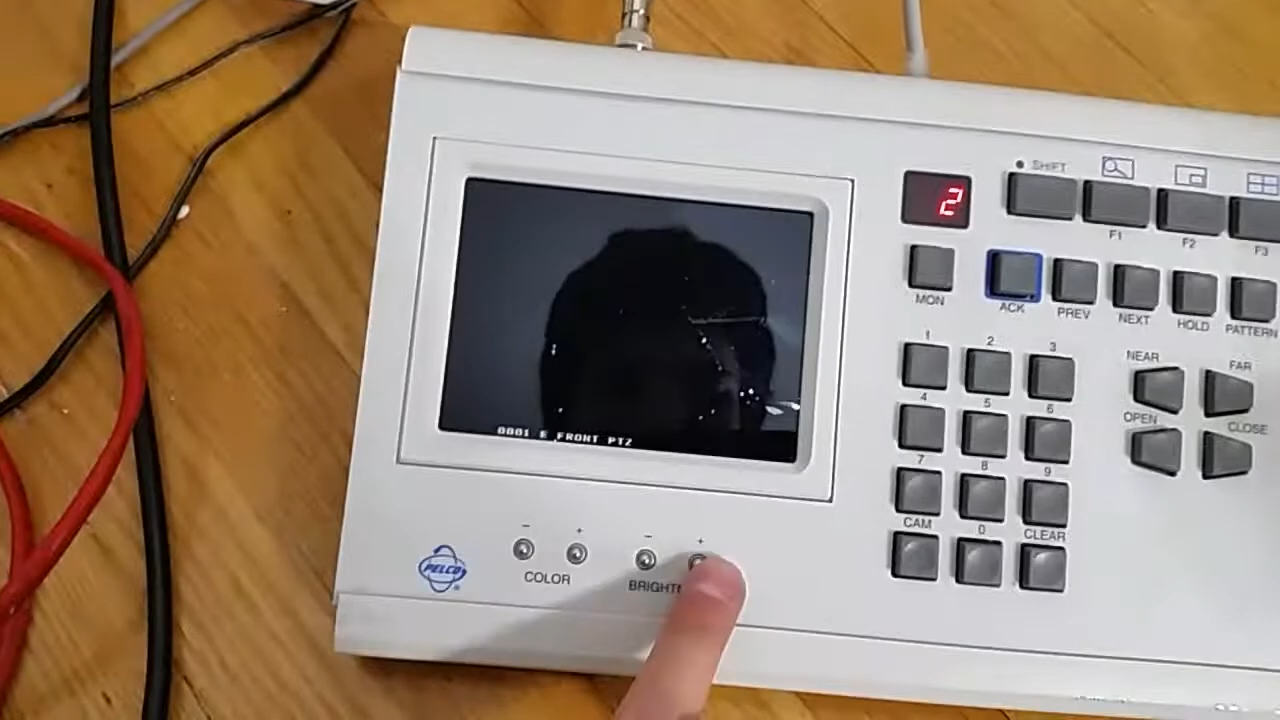 SHIFT
2
F1
F2
F3
MON
ACK
PREV
NEXT
HOLD
PATTERN
1
2
3
NEAR
FAR
4
5
6
OPEN
CLOSE
7
8
9
CAM
0
CLEAR
0001 E FRONT PTZ
- + - +
COLOR
BRIGHTN
PELCO